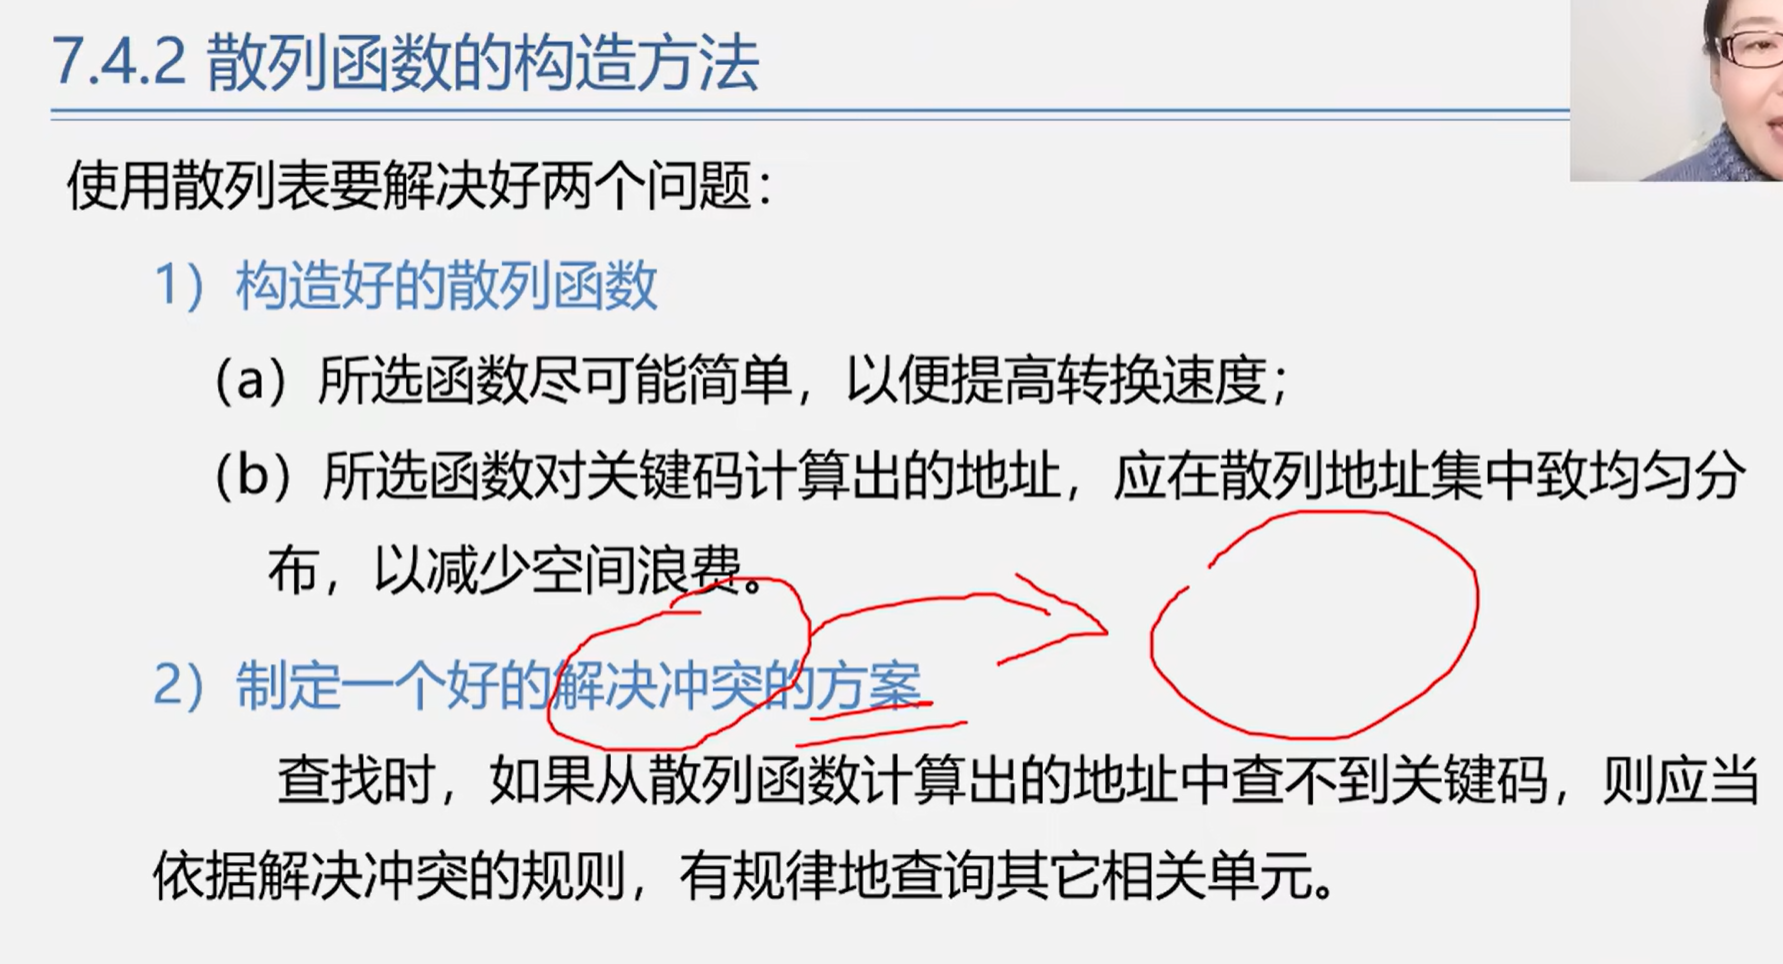 7.4.2 散列函数的构造方法
使用散列表要解决好两个问题：
1）构造好的散列函数
（a）所选函数尽可能简单，以便提高转换速度；
（b）所选函数对关键码计算出的地址，应在散列地址集中致均匀分
布，以减少空间浪费。
2）制定一个好的解决冲突的方案
查找时，如果从散列函数计算出的地址中查不到关键码，则应当
依据解决冲突的规则，有规律地查询其它相关单元。